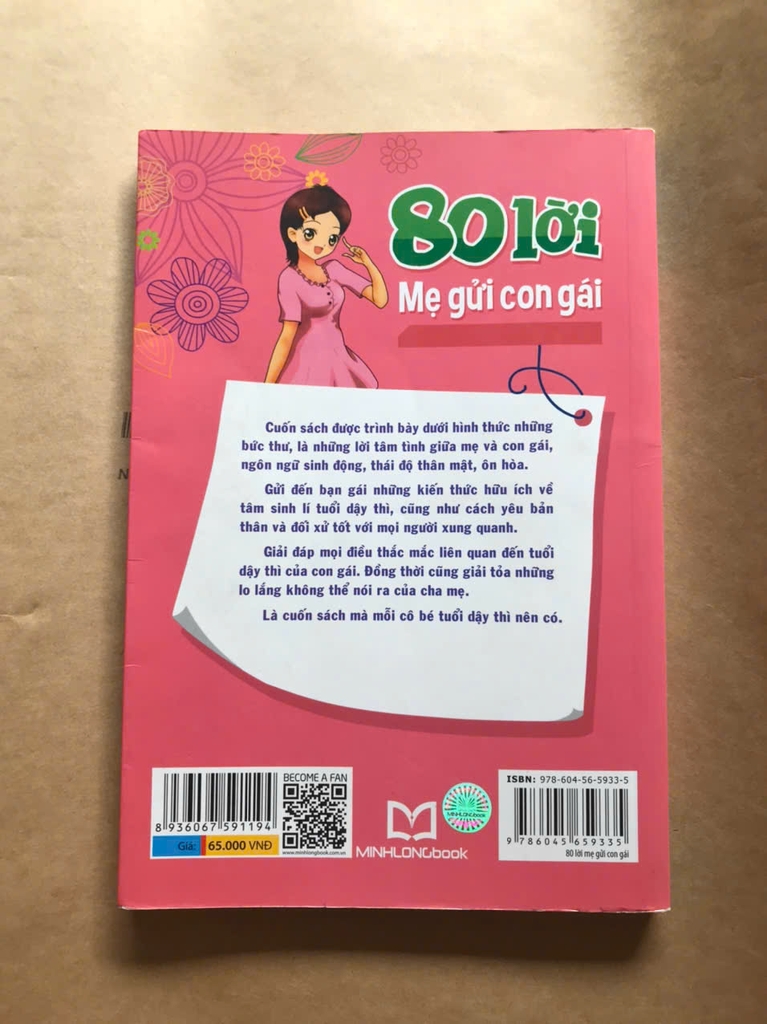 80 lời
Mẹ gửi con gái
Cuốn sách được trình bày dưới hình thức những
bức thư, là những lời tâm tình giữa mẹ và con gái,
ngôn ngữ sinh động, thái độ thân mật, ôn hòa.
Gửi đến bạn gái những kiến thức hữu ích về
tâm sinh lí tuổi dậy thì, cũng như cách yêu bản
thân và đối xử tốt với mọi người xung quanh.
Giải đáp mọi điều thắc mắc liên quan đến tuổi
dậy thì của con gái. Đồng thời cũng giải tỏa những
lo lắng không thể nói ra của cha mẹ.
Là cuốn sách mà mỗi cô bé tuổi dậy thì nên có.
8 936067 591194
Giá: 65.000 VNĐ
BECOME A FAN
www.minhlongbook.com.vn
MINHLONGbook
MINHLONGbook
ISBN: 978-604-56-5933-5
9 786045 659335
80 lời mẹ gửi con gái